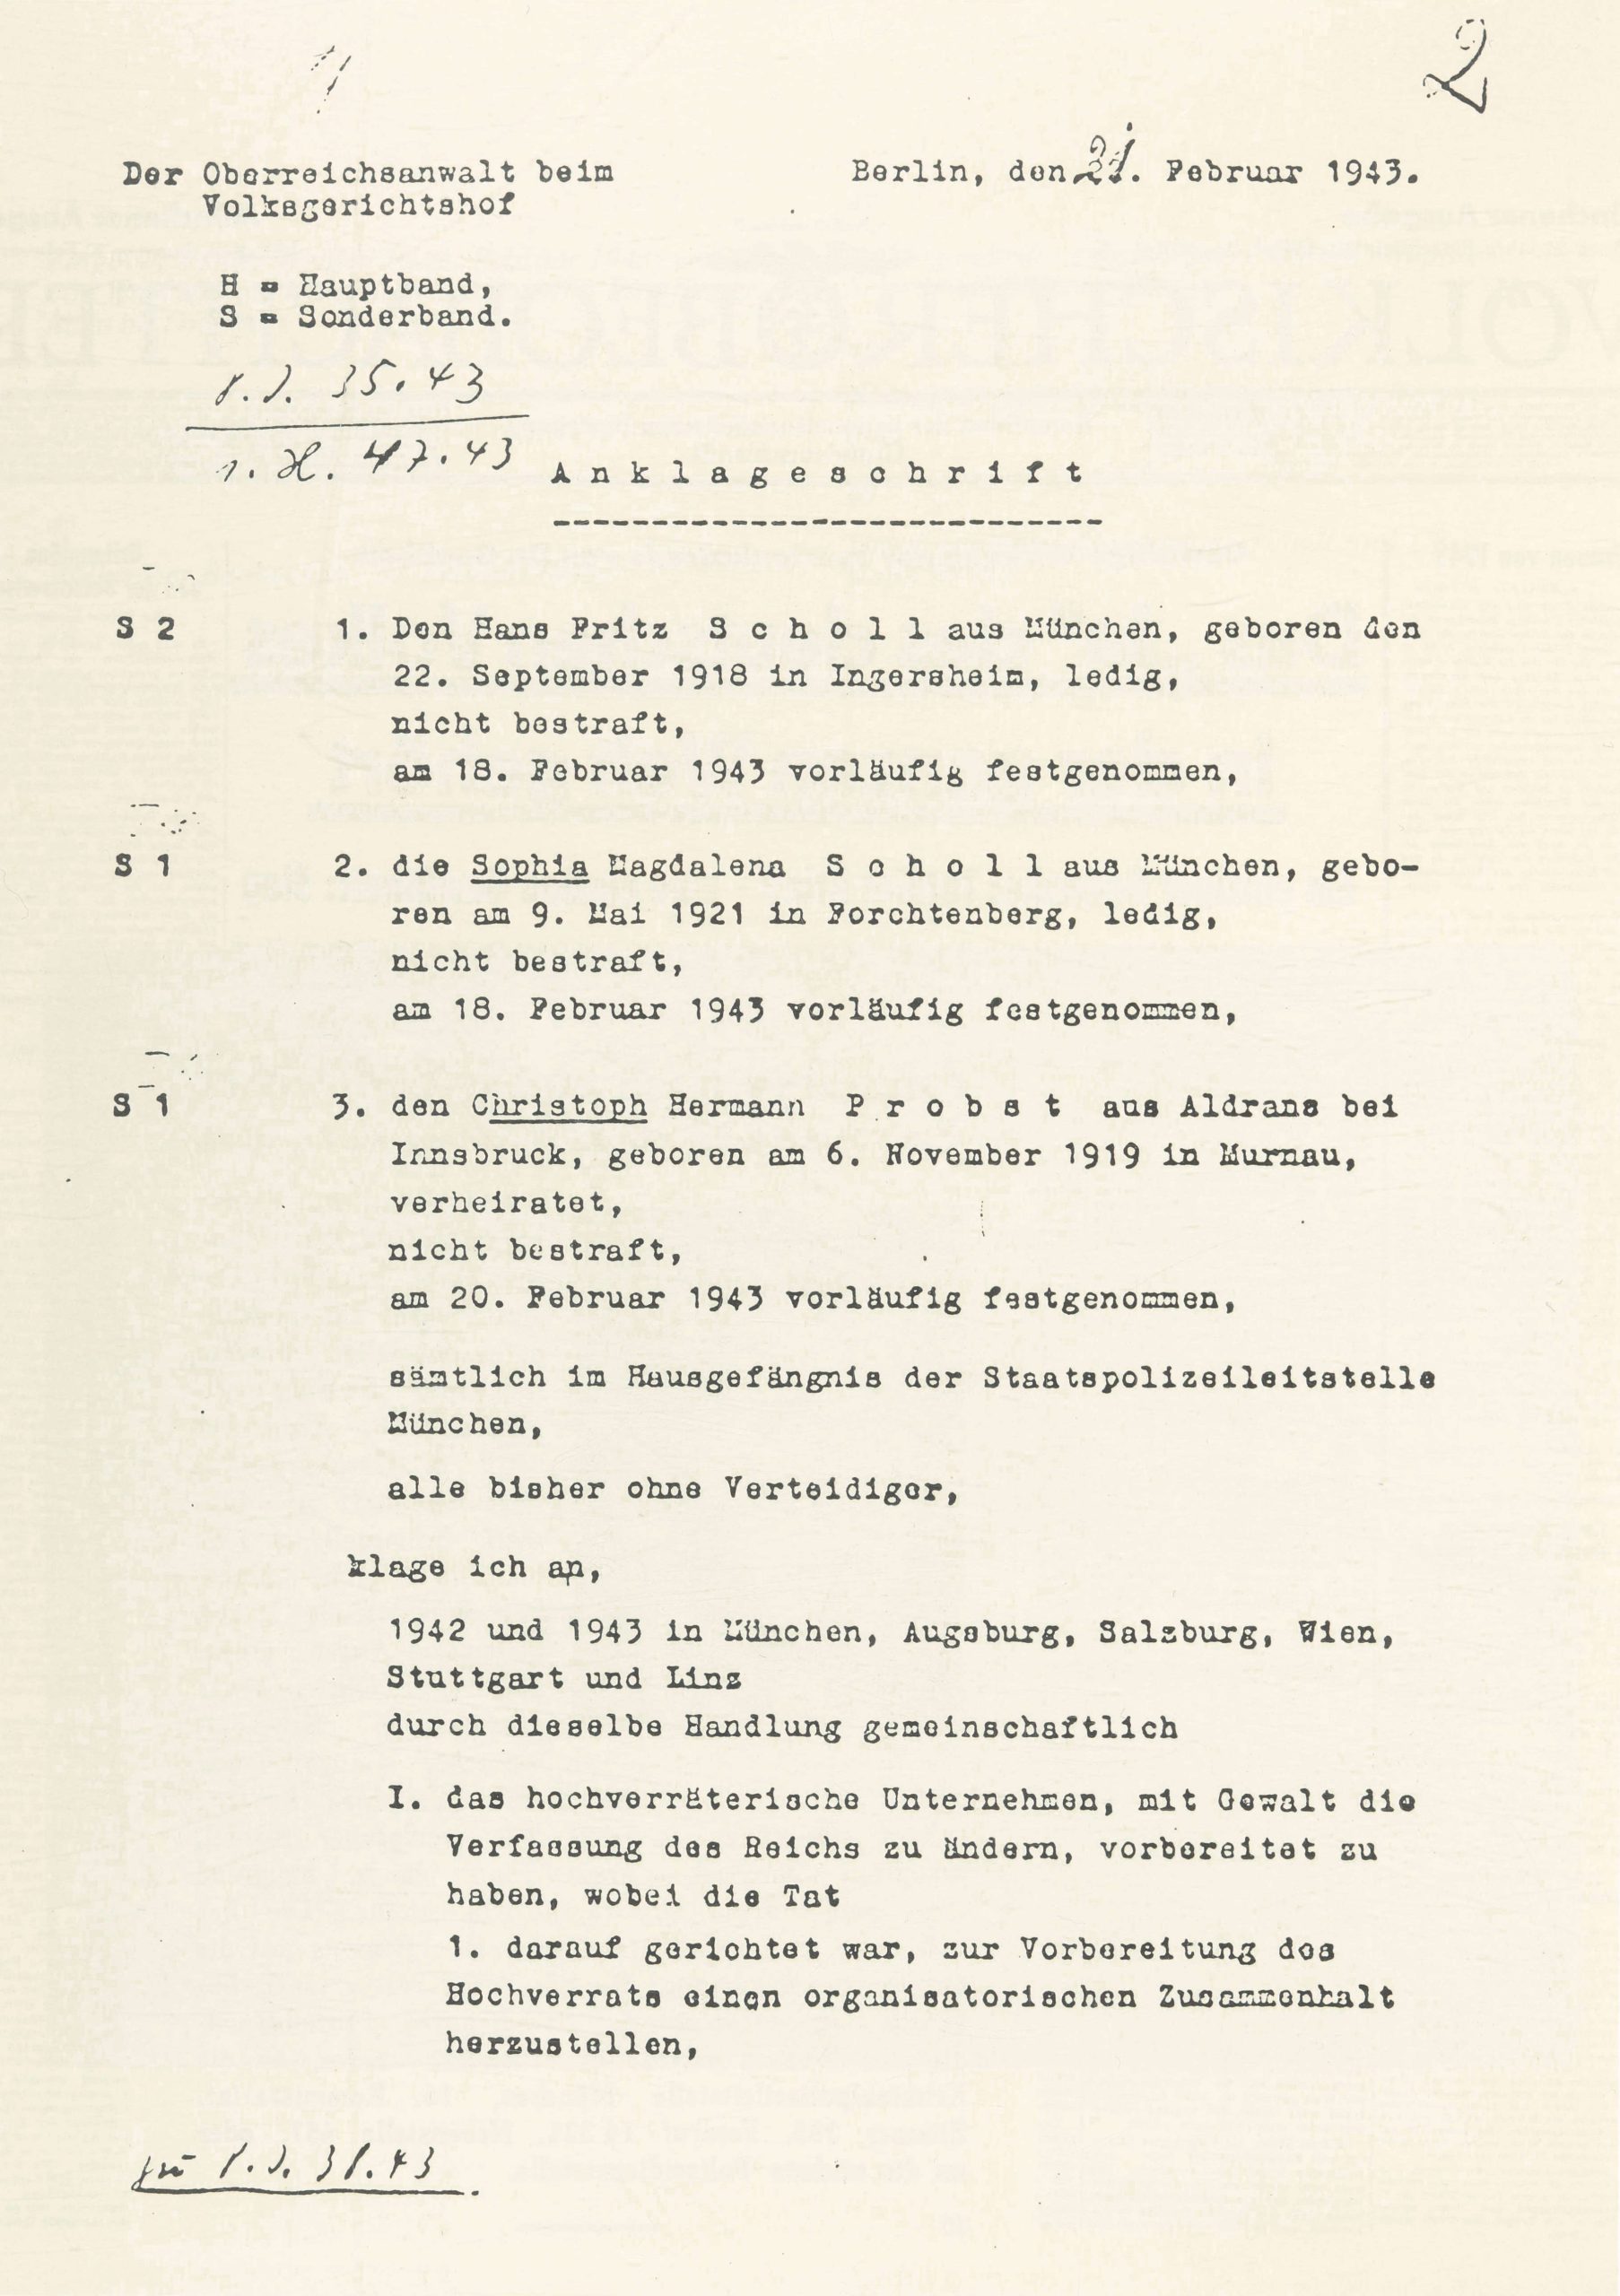 2
Der Oberreichsanwalt beim
Volksgerichtshof
Berlin, den 21. Februar 1943.
H = Hauptband,
S = Sonderband.
8.J. 35.43
1.H. 47.43
Anklageschrift
S 2
1. Den Hans Fritz Scholl aus München, geboren den
22. September 1918 in Ingersheim, ledig,
nicht bestraft,
am 18. Februar 1943 vorläufig festgenommen,
S 1
2. die Sophia Magdalena Scholl aus München, gebo-
ren am 9. Mai 1921 in Forchtenberg, ledig,
nicht bestraft,
am 18. Februar 1943 vorläufig festgenommen,
S 1
3. den Christoph Hermann Probst aus Aldrans bei
Innsbruck, geboren am 6. November 1919 in Murnau,
verheiratet,
nicht bestraft,
am 20. Februar 1943 vorläufig festgenommen,
sämtlich im Hausgefängnis der Staatspolizeileitstelle
München,
alle bisher ohne Verteidiger,
klage ich an,
1942 und 1943 in München, Augsburg, Salzburg, Wien,
Stuttgart und Linz
durch dieselbe Handlung gemeinschaftlich
I. das hochverräterische Unternehmen, mit Gewalt die
Verfassung des Reichs zu ändern, vorbereitet zu
haben, wobei die Tat
1. darauf gerichtet war, zur Vorbereitung des
Hochverrats einen organisatorischen Zusammenhalt
herzustellen,
zu 8.J. 38.43